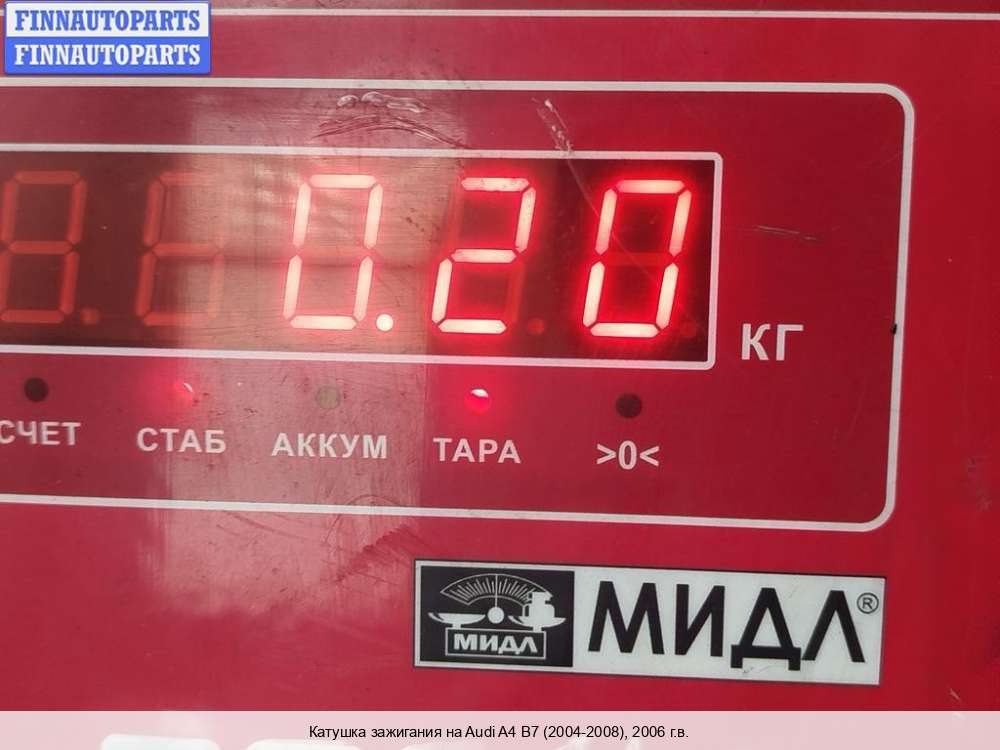 FINNAUTOPARTS
FINNAUTOPARTS
0.20
КГ
СЧЕТ СТАБ АККУМ ТАРА >0<
МИДЛ МИДЛ®
Катушка зажигания на Audi A4 B7 (2004-2008), 2006 г.в.